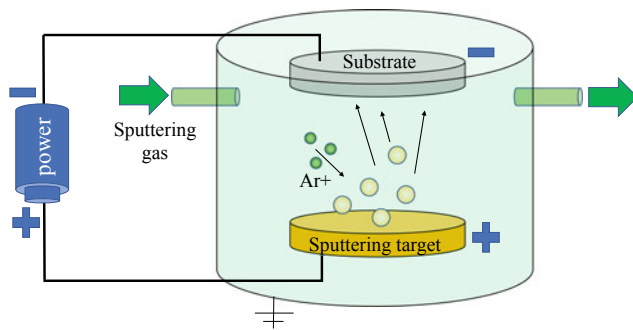 Substrate
Sputtering
gas
power
Ar+
Sputtering target